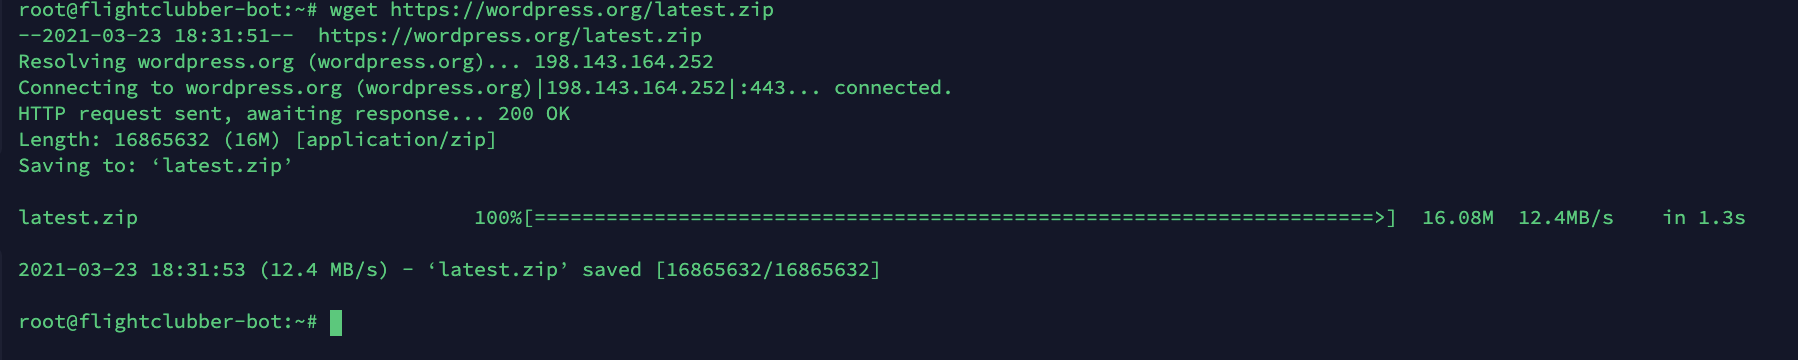 root@flightclubber-bot:~# wget https://wordpress.org/latest.zip
--2021-03-23 18:31:51--  https://wordpress.org/latest.zip
Resolving wordpress.org (wordpress.org)... 198.143.164.252
Connecting to wordpress.org (wordpress.org)|198.143.164.252|:443... connected.
HTTP request sent, awaiting response... 200 OK
Length: 16865632 (16M) [application/zip]
Saving to: ‘latest.zip’
latest.zip                            100%[======================================================================>]  16.08M  12.4MB/s    in 1.3s
2021-03-23 18:31:53 (12.4 MB/s) - ‘latest.zip’ saved [16865632/16865632]
root@flightclubber-bot:~#